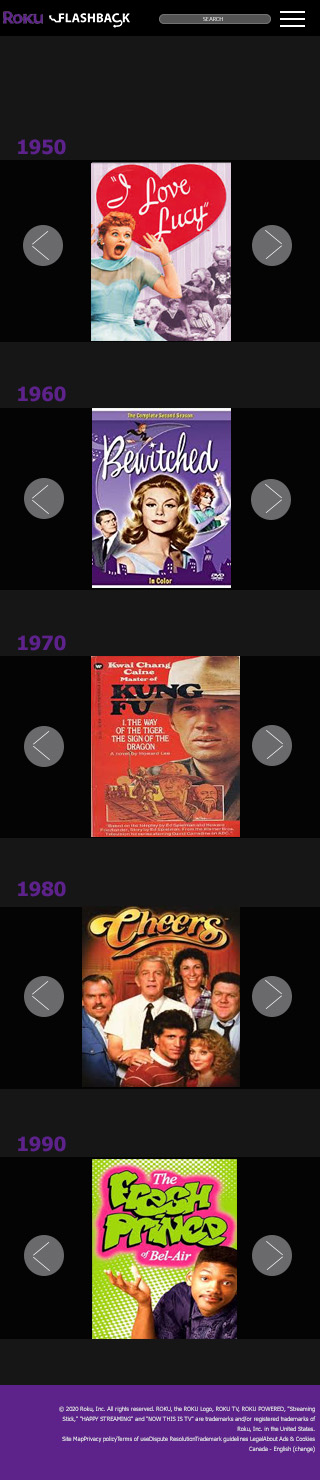 Roku FLASHBACK SEARCH
1950
"I
Love
Lucy"
1960
The Complete Second Season
Bewitched
In Color
DVD
1970
Kwai Chang
Caine
Master of
KUNG
FU
1. THE WAY
OF THE TIGER.
THE SIGN OF THE
DRAGON
A novel by Howard Lee
1980
Cheers
1990
The
Fresh
Prince
of Bel-Air
© 2020 Roku, Inc. All rights reserved. ROKU, the ROKU Logo, ROKU TV, ROKU POWERED, "Streaming
Stick," "HAPPY STREAMING" and "NOW THIS IS TV" are trademarks and/or registered trademarks of
Roku, Inc. in the United States.
Site MapPrivacy policyTerms of useDispute ResolutionTrademark guidelines LegalAbout Ads & Cookies
Canada - English (change)